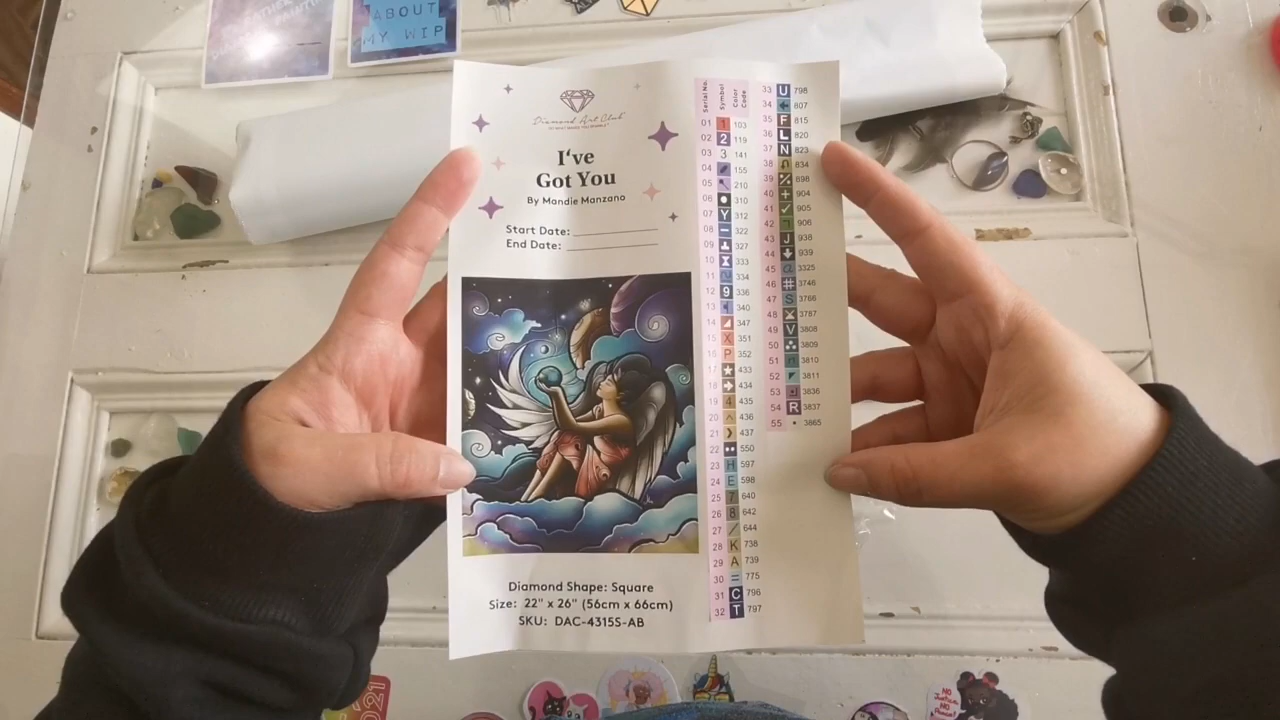 ABOUT
MY WIP
Diamond Art Club
I've
Got You
By Mandie Manzano
Start Date:
End Date:
Diamond Shape: Square
Size: 22" x 26" (56cm x 66cm)
SKU: DAC-4315S-AB
Serial No. Symbol Color Code
01 1 103
02 2 119
03 3 141
04 155
05 210
06 310
07 Y 312
08 322
09 327
10 333
11 334
12 9 336
13 340
14 347
15 X 351
16 P 352
17 433
18 434
19 4 435
20 436
21 437
22 550
23 H 597
24 E 598
25 7 640
26 8 642
27 / 644
28 K 738
29 A 739
30 = 775
31 C 796
32 T 797
33 U 798
34 807
35 F 815
36 L 820
37 N 823
38 834
39 % 898
40 + 904
41 ✓ 905
42 906
43 J 938
44 939
45 a 3325
46 # 3746
47 S 3766
48 3787
49 V 3808
50 3809
51 3810
52 3811
53 3836
54 R 3837
55 3865
2021
NO
Justice
NO
Peace!